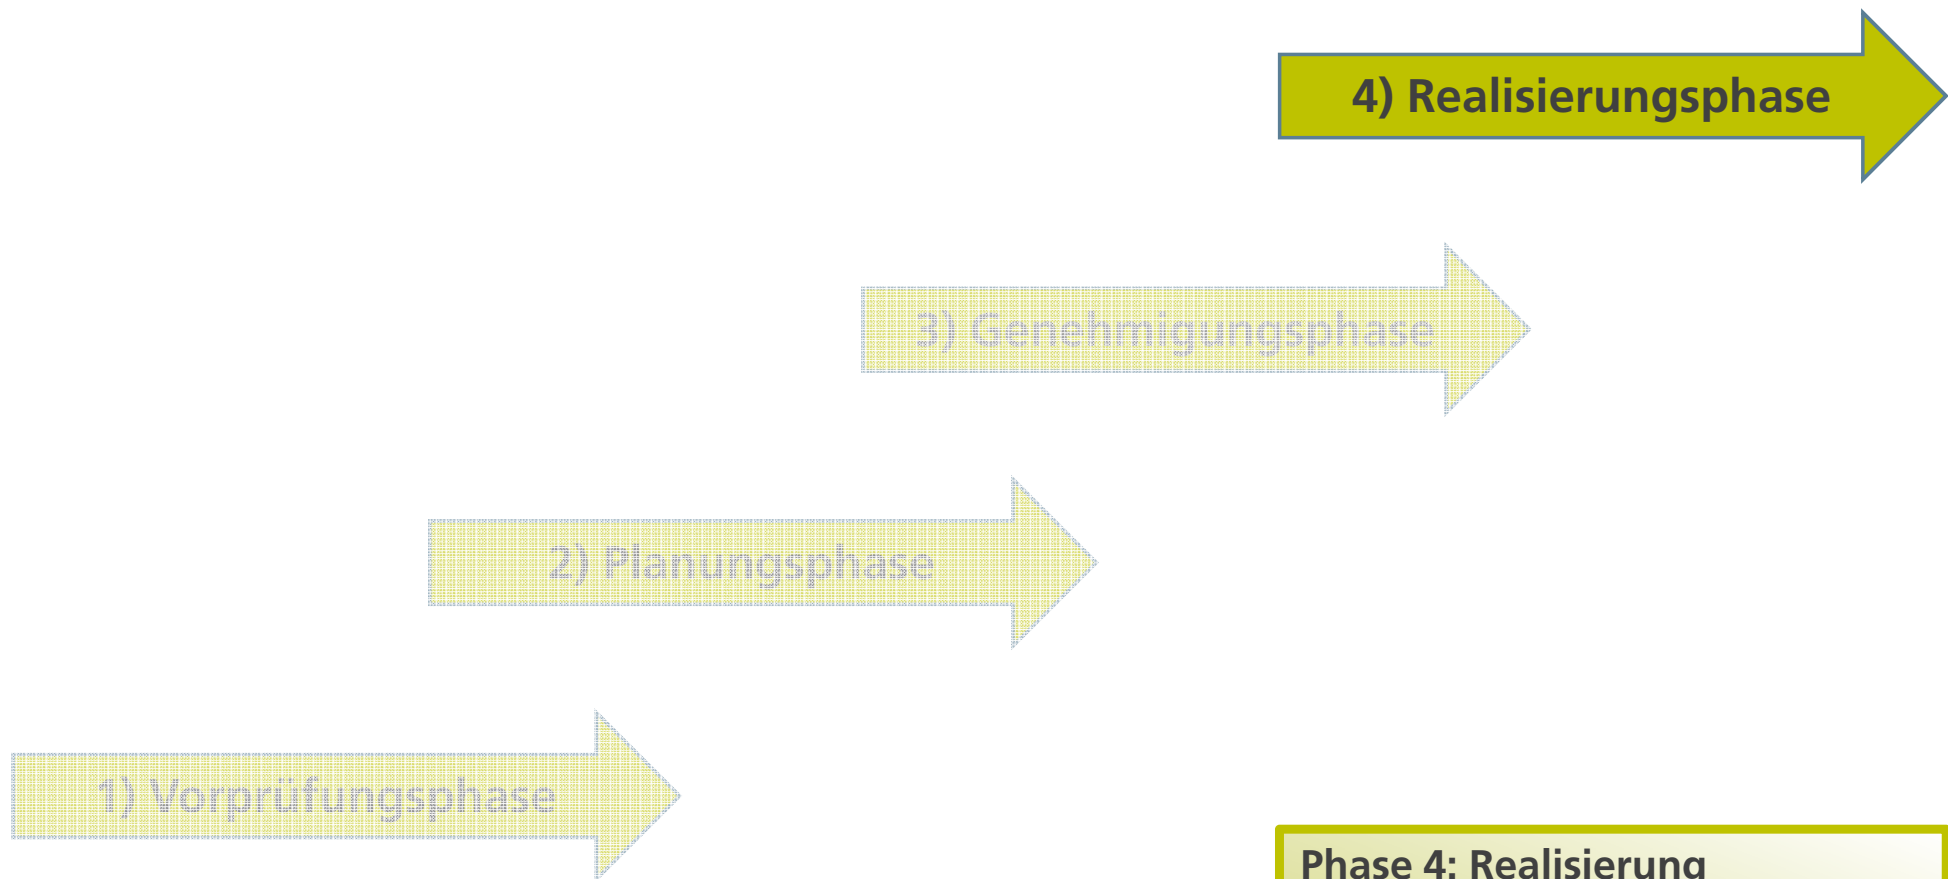 4) Realisierungsphase
3) Genehmigungsphase
2) Planungsphase
1) Vorprüfungsphase
Phase 4: Realisierung